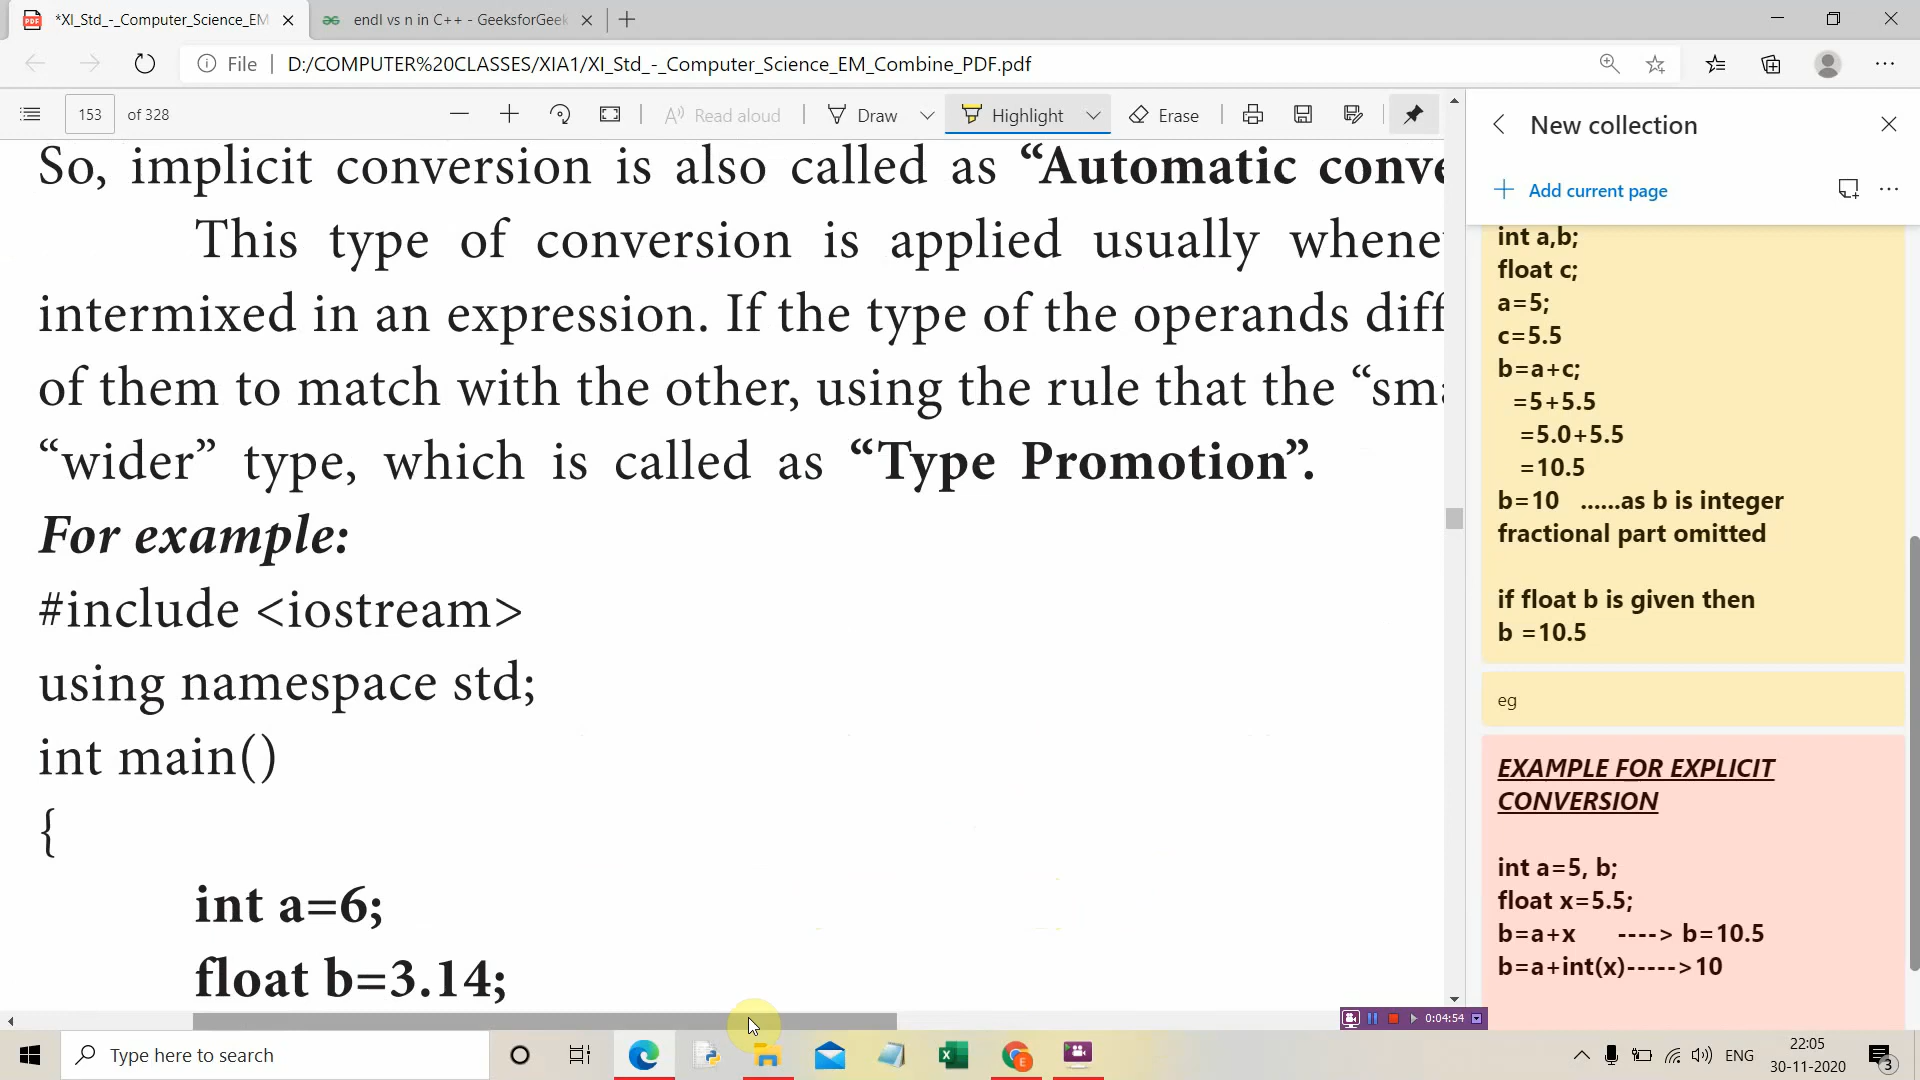 *XI_Std_-_Computer_Science_EM
endl vs n in C++ - GeeksforGeek
File
D:/COMPUTER%20CLASSES/XIA1/XI_Std_-_Computer_Science_EM_Combine_PDF.pdf
153 of 328
Read aloud
Draw
Highlight
Erase
So, implicit conversion is also called as “Automatic conve
This type of conversion is applied usually whene
intermixed in an expression. If the type of the operands diff
of them to match with the other, using the rule that the “sma
“wider” type, which is called as “Type Promotion”.
For example:
#include <iostream>
using namespace std;
int main()
{
int a=6;
float b=3.14;
New collection
Add current page
int a,b;
float c;
a=5;
c=5.5
b=a+c;
=5+5.5
=5.0+5.5
=10.5
b=10 ......as b is integer
fractional part omitted
if float b is given then
b =10.5
eg
EXAMPLE FOR EXPLICIT
CONVERSION
int a=5, b;
float x=5.5;
b=a+x ----> b=10.5
b=a+int(x)----->10
0:04:54
Type here to search
ENG
22:05
30-11-2020
3